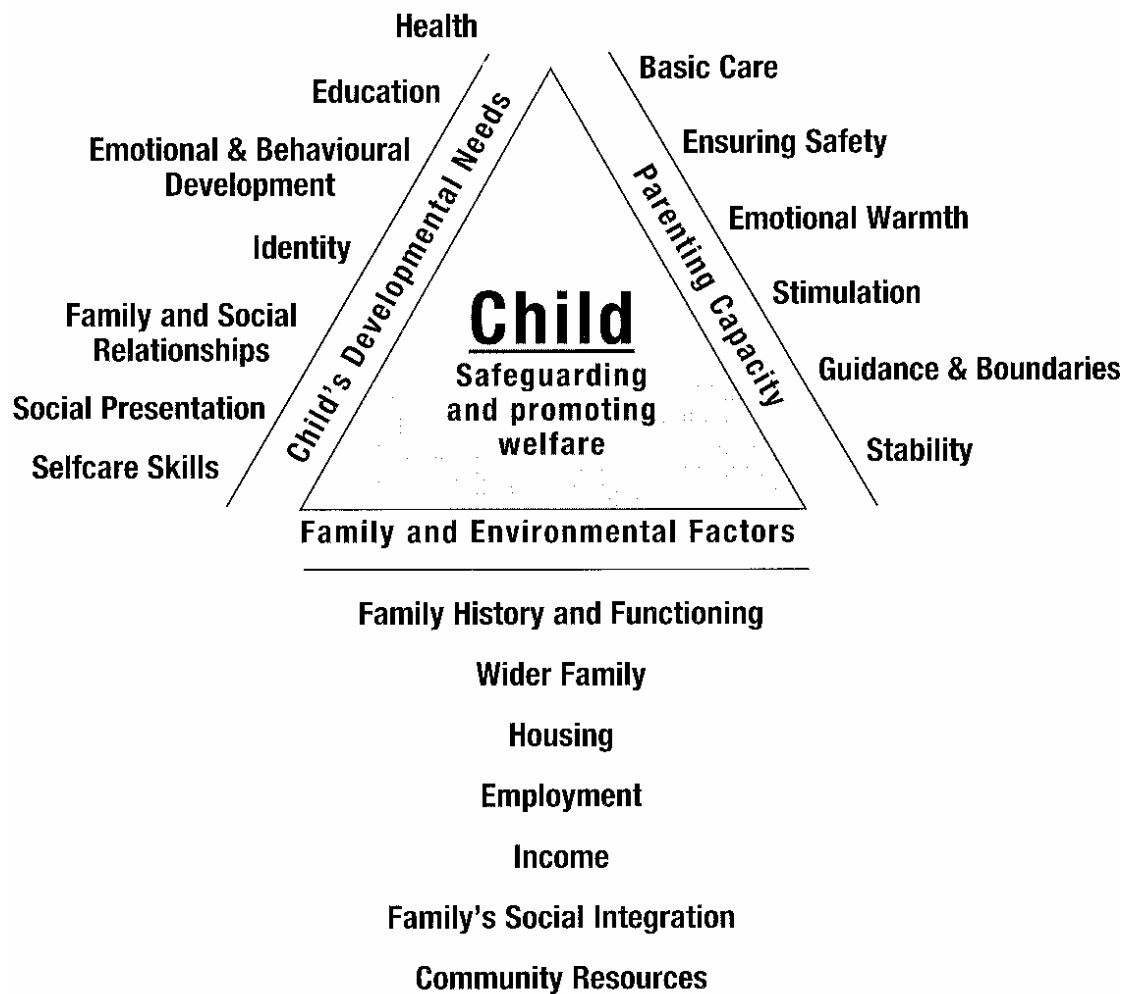 Health
Education
Emotional & Behavioural
Development
Identity
Family and Social
Relationships
Social Presentation
Selfcare Skills
Child's Developmental Needs
Child
Safeguarding
and promoting
welfare
Parenting Capacity
Basic Care
Ensuring Safety
Emotional Warmth
Stimulation
Guidance & Boundaries
Stability
Family and Environmental Factors
Family History and Functioning
Wider Family
Housing
Employment
Income
Family's Social Integration
Community Resources